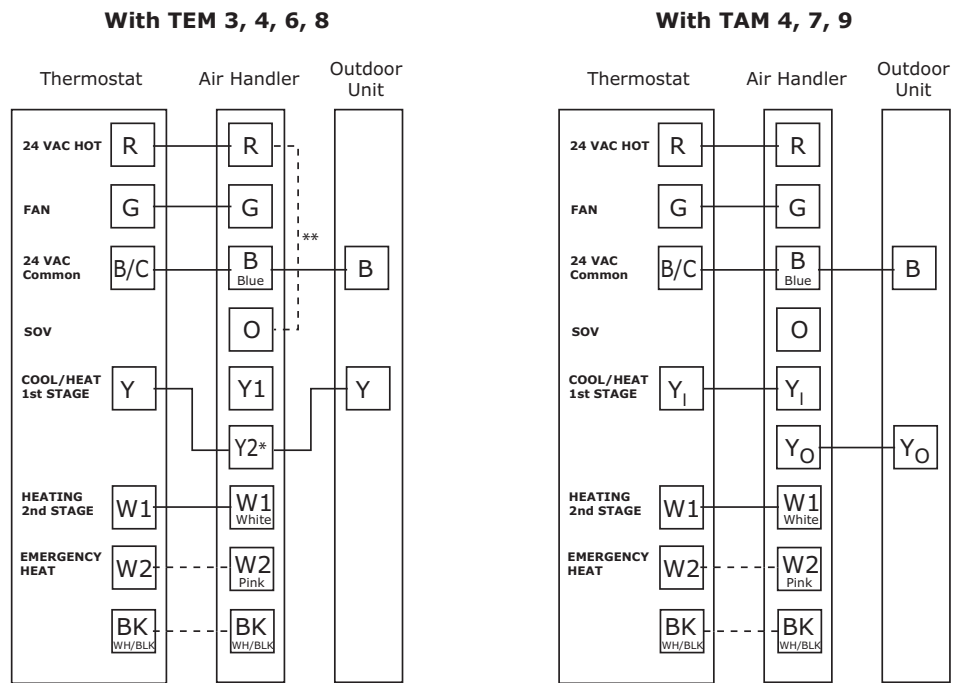 With TEM 3, 4, 6, 8
Thermostat
Air Handler
Outdoor
Unit
24 VAC HOT
R
R
FAN
G
G
**
24 VAC
Common
B/C
B
Blue
B
SOV
O
COOL/HEAT
1st STAGE
Y
Y1
Y
Y2*
HEATING
2nd STAGE
W1
W1
White
EMERGENCY
HEAT
W2
W2
Pink
BK
WH/BLK
BK
WH/BLK
With TAM 4, 7, 9
Thermostat
Air Handler
Outdoor
Unit
24 VAC HOT
R
R
FAN
G
G
24 VAC
Common
B/C
B
Blue
B
SOV
O
COOL/HEAT
1st STAGE
YI
YI
YO
YO
HEATING
2nd STAGE
W1
W1
White
EMERGENCY
HEAT
W2
W2
Pink
BK
WH/BLK
BK
WH/BLK